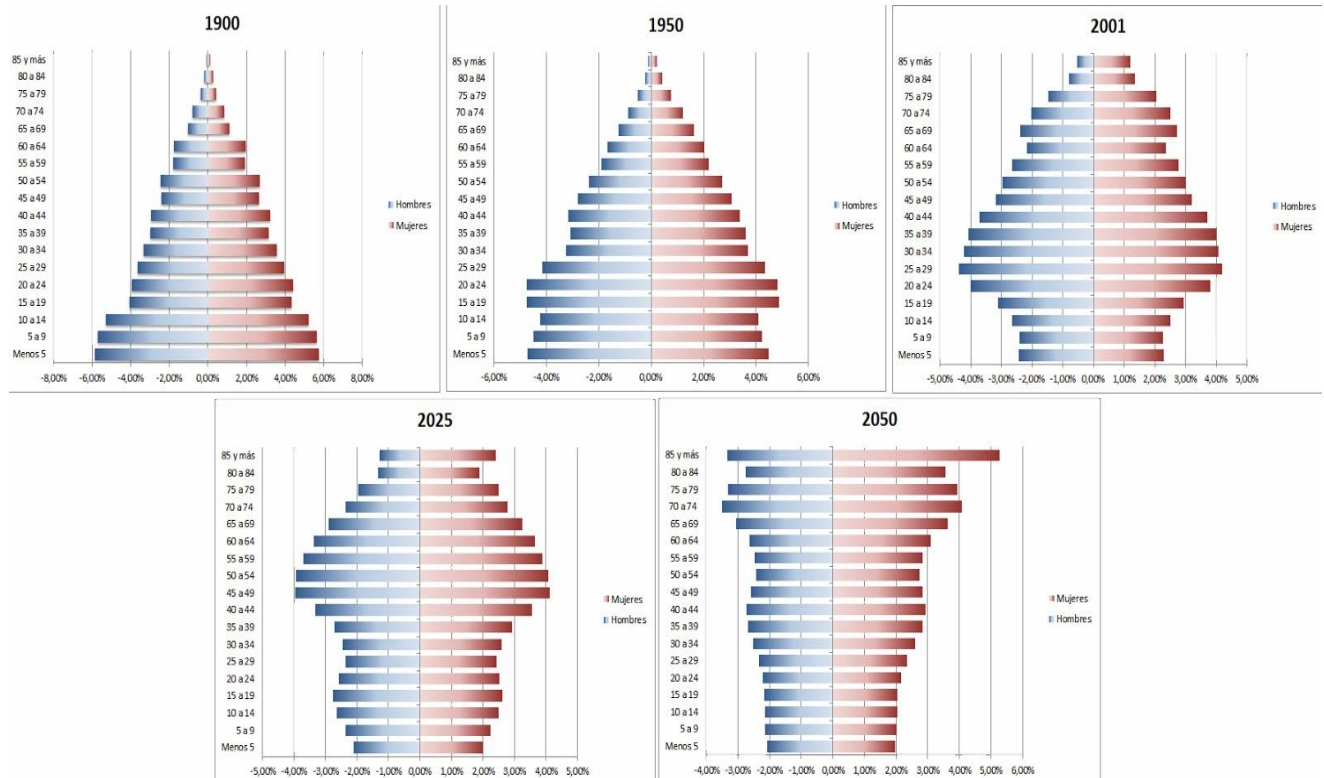 1900
85 y más
80 a 84
75 a 79
70 a 74
65 a 69
60 a 64
55 a 59
50 a 54
45 a 49
40 a 44
35 a 39
30 a 34
25 a 29
20 a 24
15 a 19
10 a 14
5 a 9
Menos 5
Hombres
Mujeres
-8,00% -6,00% -4,00% -2,00% 0,00% 2,00% 4,00% 6,00% 8,00%
1950
85 y más
80 a 84
75 a 79
70 a 74
65 a 69
60 a 64
55 a 59
50 a 54
45 a 49
40 a 44
35 a 39
30 a 34
25 a 29
20 a 24
15 a 19
10 a 14
5 a 9
Menos 5
Hombres
Mujeres
-6,00% -4,00% -2,00% 0,00% 2,00% 4,00% 6,00%
2001
85 y más
80 a 84
75 a 79
70 a 74
65 a 69
60 a 64
55 a 59
50 a 54
45 a 49
40 a 44
35 a 39
30 a 34
25 a 29
20 a 24
15 a 19
10 a 14
5 a 9
Menos 5
Hombres
Mujeres
-5,00% -4,00% -3,00% -2,00% -1,00% 0,00% 1,00% 2,00% 3,00% 4,00% 5,00%
2025
85 y más
80 a 84
75 a 79
70 a 74
65 a 69
60 a 64
55 a 59
50 a 54
45 a 49
40 a 44
35 a 39
30 a 34
25 a 29
20 a 24
15 a 19
10 a 14
5 a 9
Menos 5
Mujeres
Hombres
-5,00% -4,00% -3,00% -2,00% -1,00% 0,00% 1,00% 2,00% 3,00% 4,00% 5,00%
2050
85 y más
80 a 84
75 a 79
70 a 74
65 a 69
60 a 64
55 a 59
50 a 54
45 a 49
40 a 44
35 a 39
30 a 34
25 a 29
20 a 24
15 a 19
10 a 14
5 a 9
Menos 5
Mujeres
Hombres
-4,00% -3,00% -2,00% -1,00% 0,00% 1,00% 2,00% 3,00% 4,00% 5,00% 6,00%